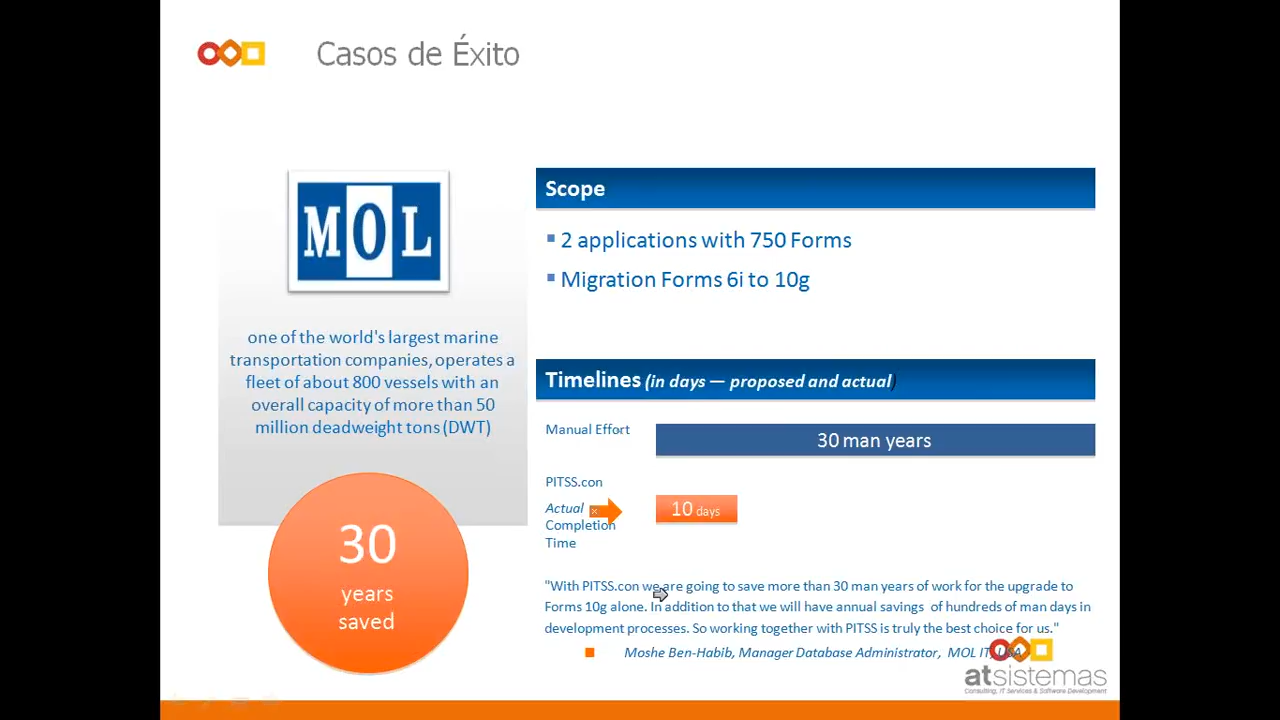 Casos de Éxito
MOL
one of the world's largest marine
transportation companies, operates a
fleet of about 800 vessels with an
overall capacity of more than 50
million deadweight tons (DWT)
30
years
saved
Scope
2 applications with 750 Forms
Migration Forms 6i to 10g
Timelines (in days — proposed and actual)
Manual Effort
30 man years
PITSS.con
Actual
Completion
Time
10 days
"With PITSS.con we are going to save more than 30 man years of work for the upgrade to
Forms 10g alone. In addition to that we will have annual savings of hundreds of man days in
development processes. So working together with PITSS is truly the best choice for us."
Moshe Ben-Habib, Manager Database Administrator, MOL IT, USA
atsistemas
Consulting, IT Services & Software Development